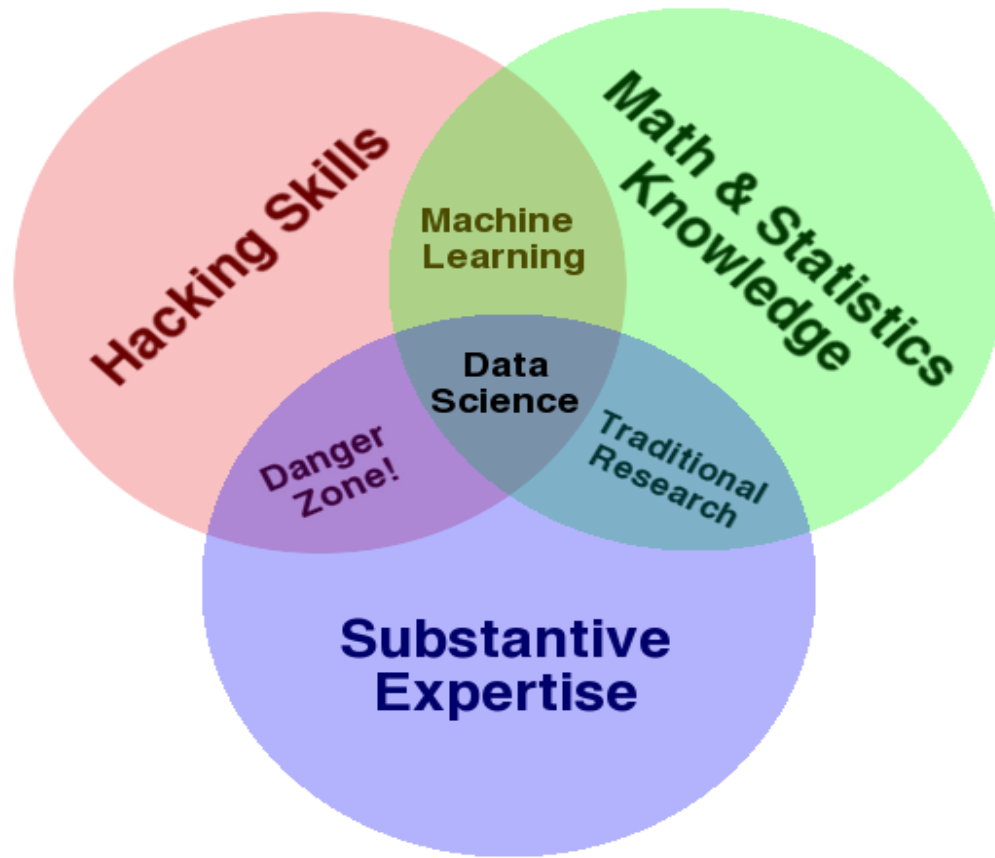 Hacking Skills
Math & Statistics
Knowledge
Machine
Learning
Data
Science
Danger
Zone!
Traditional
Research
Substantive
Expertise